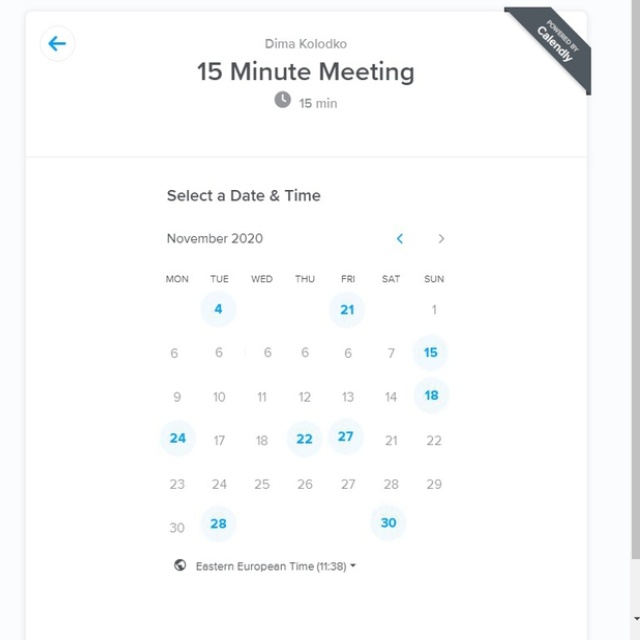 Dima Kolodko
POWERED BY
Calendly
15 Minute Meeting
15 min
Select a Date & Time
November 2020
MON TUE WED THU FRI SAT SUN
4 21 1
6 6 6 6 6 7 15
9 10 11 12 13 14 18
24 17 18 22 27 21 22
23 24 25 26 27 28 29
30 28 30
Eastern European Time (11:38)